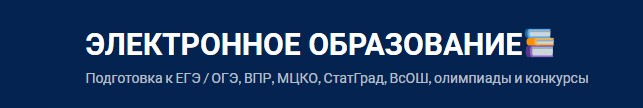 ЭЛЕКТРОННОЕ ОБРАЗОВАНИЕ📚
Подготовка к ЕГЭ / ОГЭ, ВПР, МЦКО, СтатГрад, ВсОШ, олимпиады и конкурсы